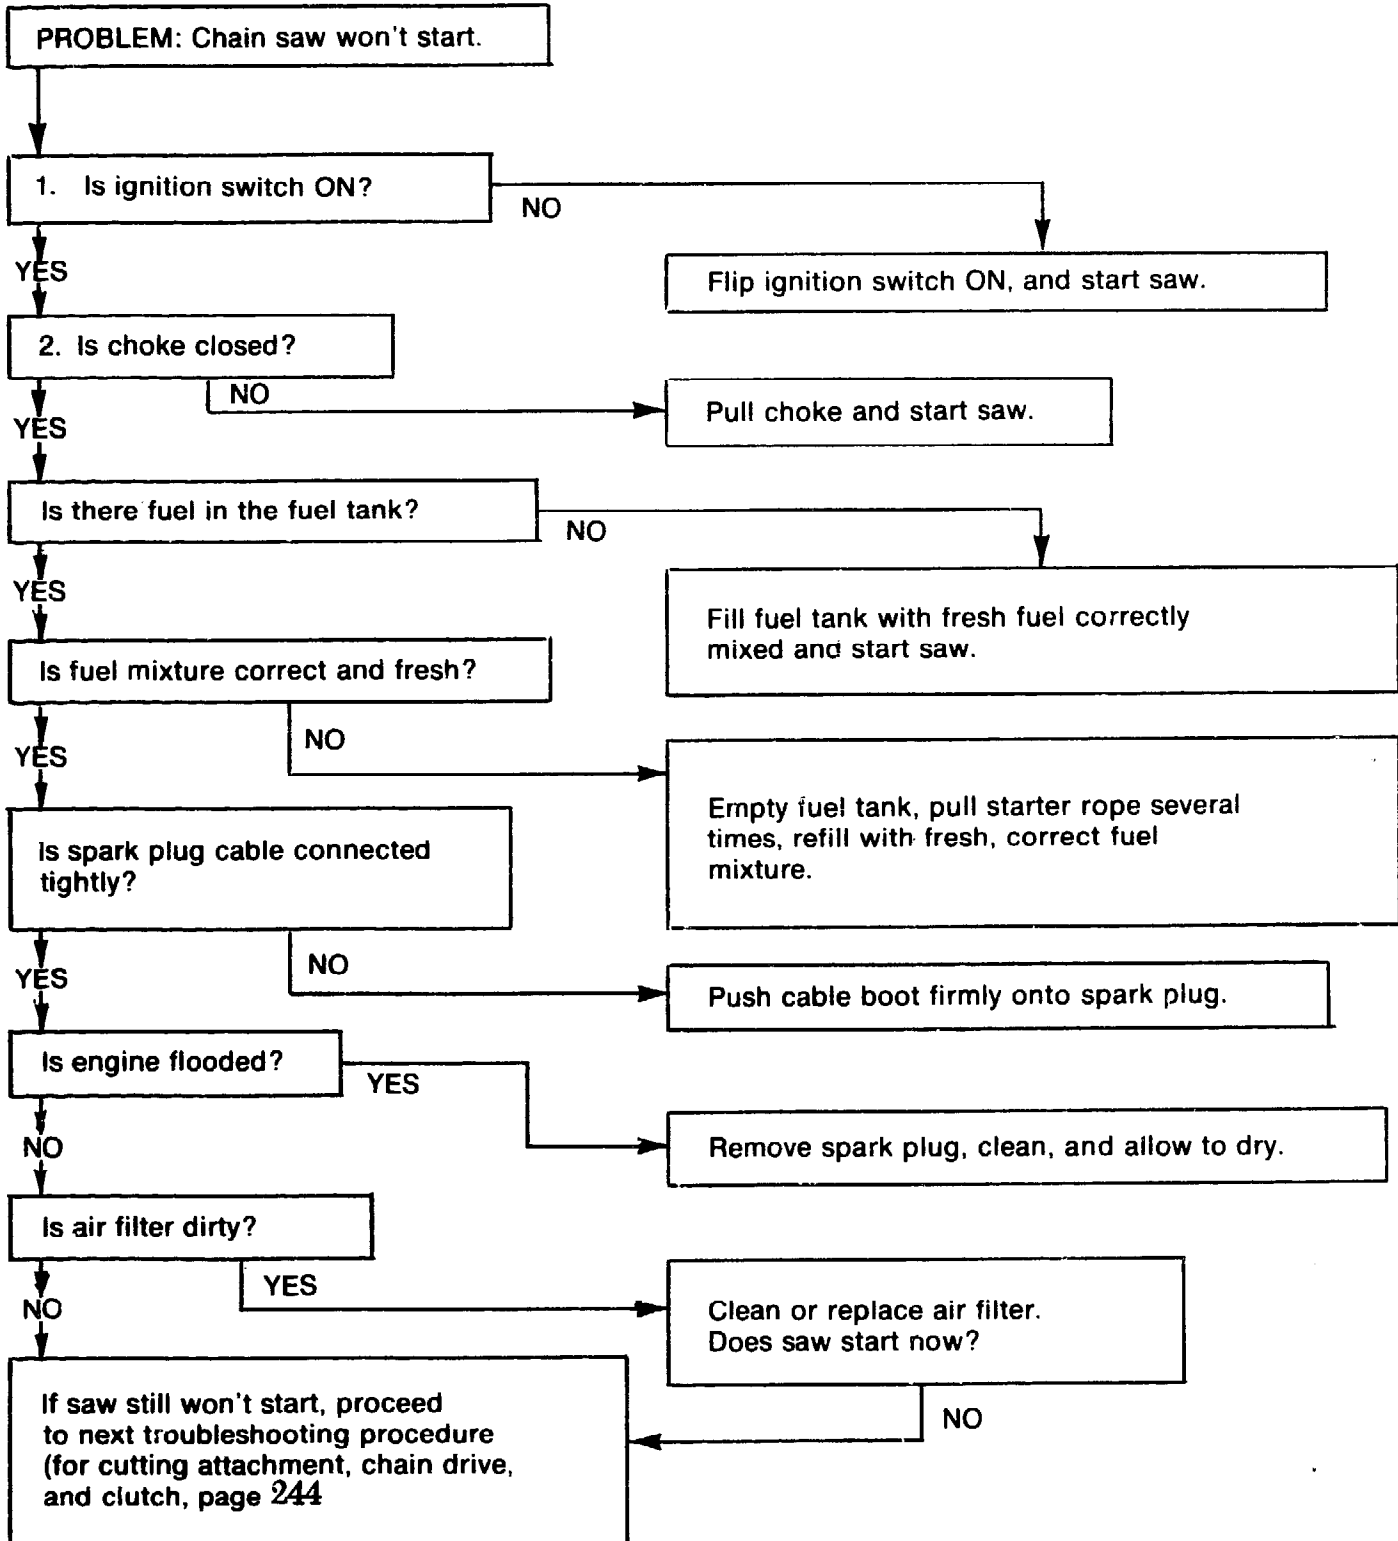 PROBLEM: Chain saw won't start.
1. Is ignition switch ON?
NO
YES
Flip ignition switch ON, and start saw.
2. Is choke closed?
NO
YES
Pull choke and start saw.
Is there fuel in the fuel tank?
NO
YES
Fill fuel tank with fresh fuel correctly
mixed and start saw.
Is fuel mixture correct and fresh?
NO
YES
Empty fuel tank, pull starter rope several
times, refill with fresh, correct fuel
mixture.
Is spark plug cable connected
tightly?
NO
YES
Push cable boot firmly onto spark plug.
Is engine flooded?
YES
NO
Remove spark plug, clean, and allow to dry.
Is air filter dirty?
YES
NO
Clean or replace air filter.
Does saw start now?
NO
If saw still won't start, proceed
to next troubleshooting procedure
(for cutting attachment, chain drive,
and clutch, page 244